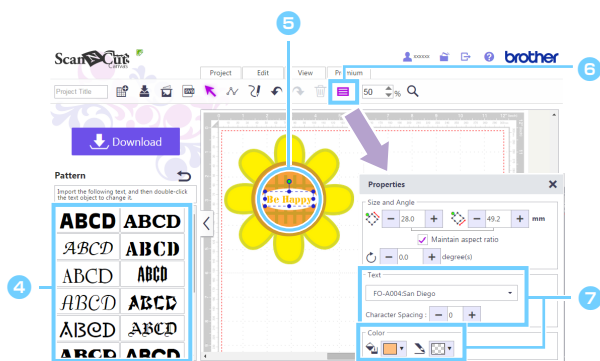 5
ScanNCut
Canvas
xxxxxx
brother
6
Project Edit View Premium
Project Title
50 %
Download
Pattern
Import the following text, and then double-click
the text object to change it.
ABCD ABCD
ABCD ABCD
ABCD ABCD
ABCD ABCD
ABCD ABCD
ABCD ABCD
4
Be Happy
Properties
Size and Angle
28.0 49.2 mm
Maintain aspect ratio
0.0 degree(s)
Text
FO-A004:San Diego
Character Spacing : 0
7
Color